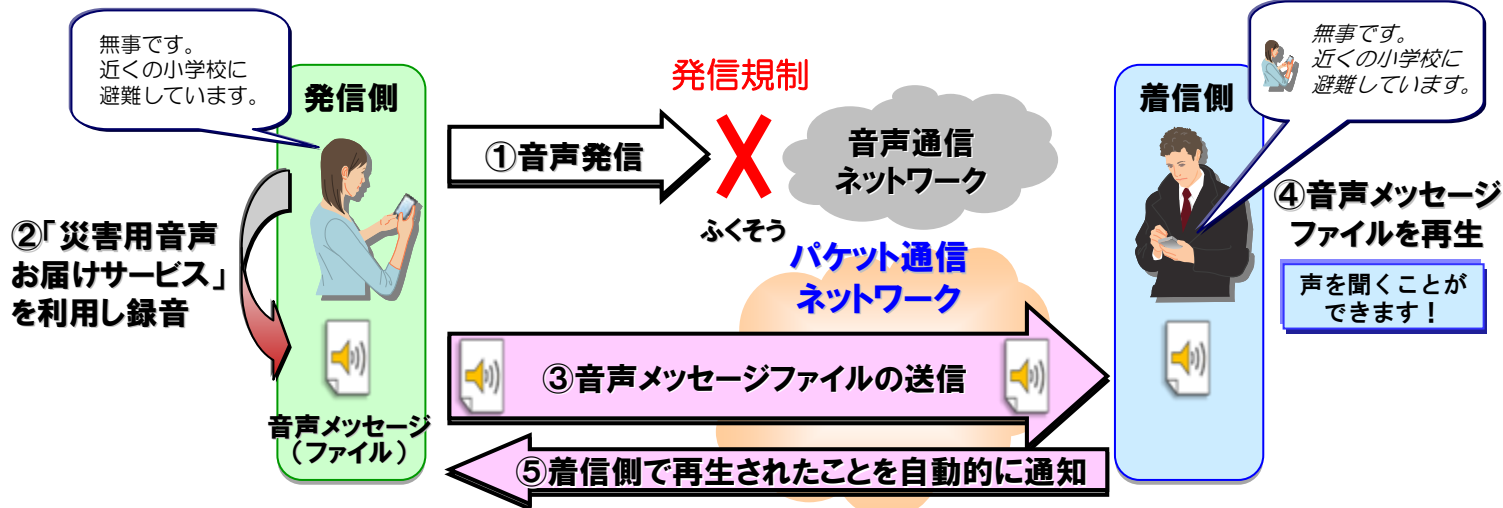 無事です。
近くの小学校に
避難しています。
発信側
発信規制
①音声発信
音声通信
ネットワーク
ふくそう
着信側
無事です。
近くの小学校に
避難しています。
②「災害用音声
お届けサービス」
を利用し録音
パケット通信
ネットワーク
④音声メッセージ
ファイルを再生
声を聞くことが
できます！
③音声メッセージファイルの送信
音声メッセージ
（ファイル）
⑤着信側で再生されたことを自動的に通知